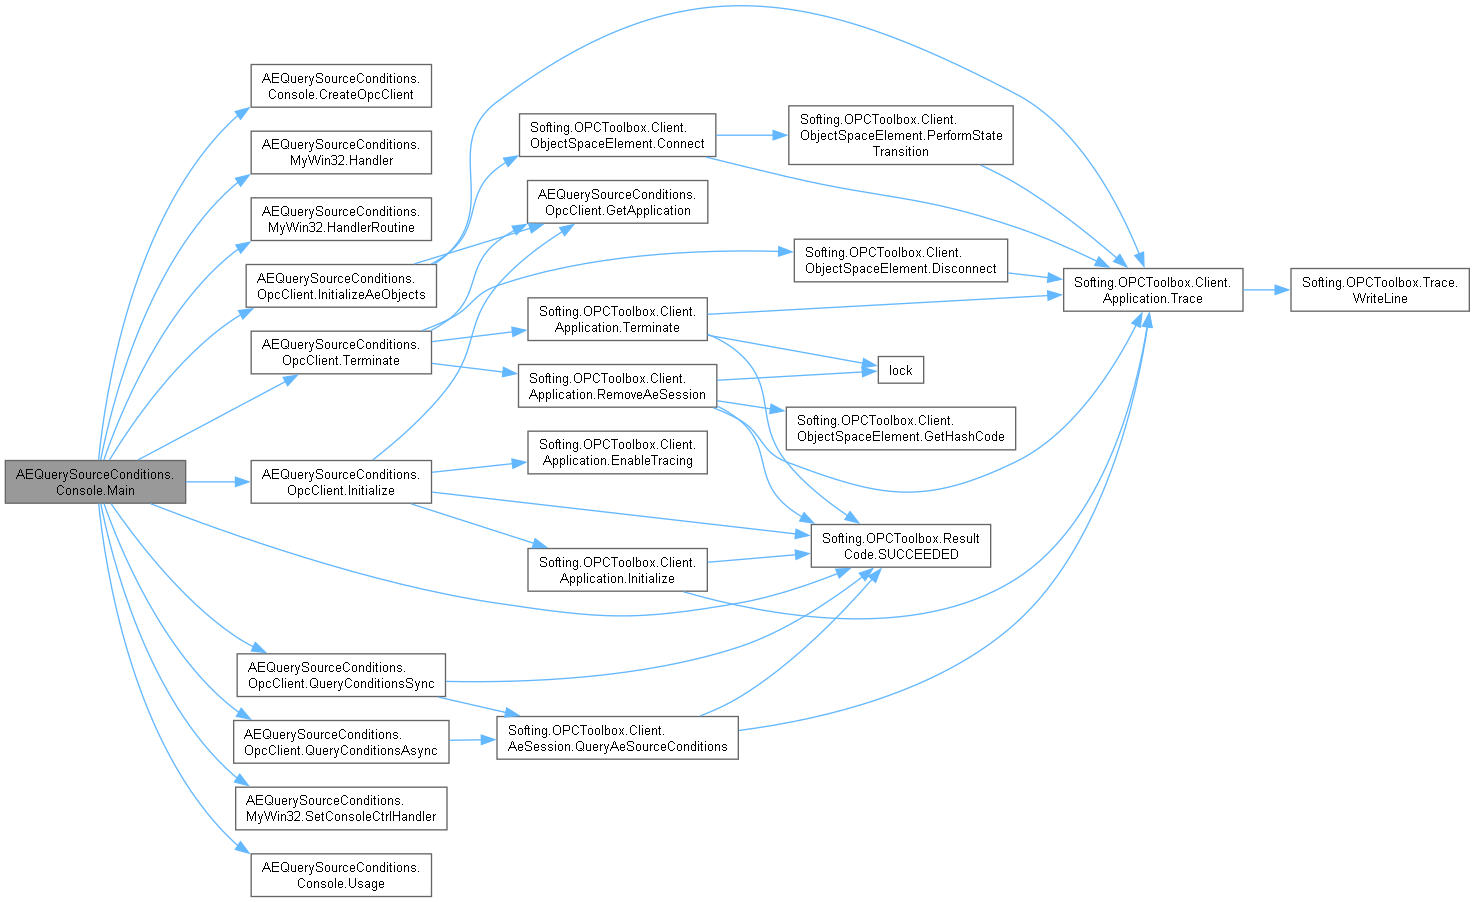 AEQuerySourceConditions.
Console.Main
AEQuerySourceConditions.
Console.CreateOpcClient
AEQuerySourceConditions.
MyWin32.Handler
AEQuerySourceConditions.
MyWin32.HandlerRoutine
AEQuerySourceConditions.
OpcClient.InitializeAeObjects
AEQuerySourceConditions.
OpcClient.Terminate
AEQuerySourceConditions.
OpcClient.Initialize
AEQuerySourceConditions.
OpcClient.QueryConditionsSync
AEQuerySourceConditions.
OpcClient.QueryConditionsAsync
AEQuerySourceConditions.
MyWin32.SetConsoleCtrlHandler
AEQuerySourceConditions.
Console.Usage
Softing.OPCToolbox.Client.
ObjectSpaceElement.Connect
AEQuerySourceConditions.
OpcClient.GetApplication
Softing.OPCToolbox.Client.
Application.Terminate
Softing.OPCToolbox.Client.
Application.RemoveAeSession
Softing.OPCToolbox.Client.
Application.EnableTracing
Softing.OPCToolbox.Client.
Application.Initialize
Softing.OPCToolbox.Client.
AeSession.QueryAeSourceConditions
Softing.OPCToolbox.Client.
ObjectSpaceElement.PerformState
Transition
Softing.OPCToolbox.Client.
ObjectSpaceElement.Disconnect
lock
Softing.OPCToolbox.Client.
ObjectSpaceElement.GetHashCode
Softing.OPCToolbox.Result
Code.SUCCEEDED
Softing.OPCToolbox.Client.
Application.Trace
Softing.OPCToolbox.Trace.
WriteLine